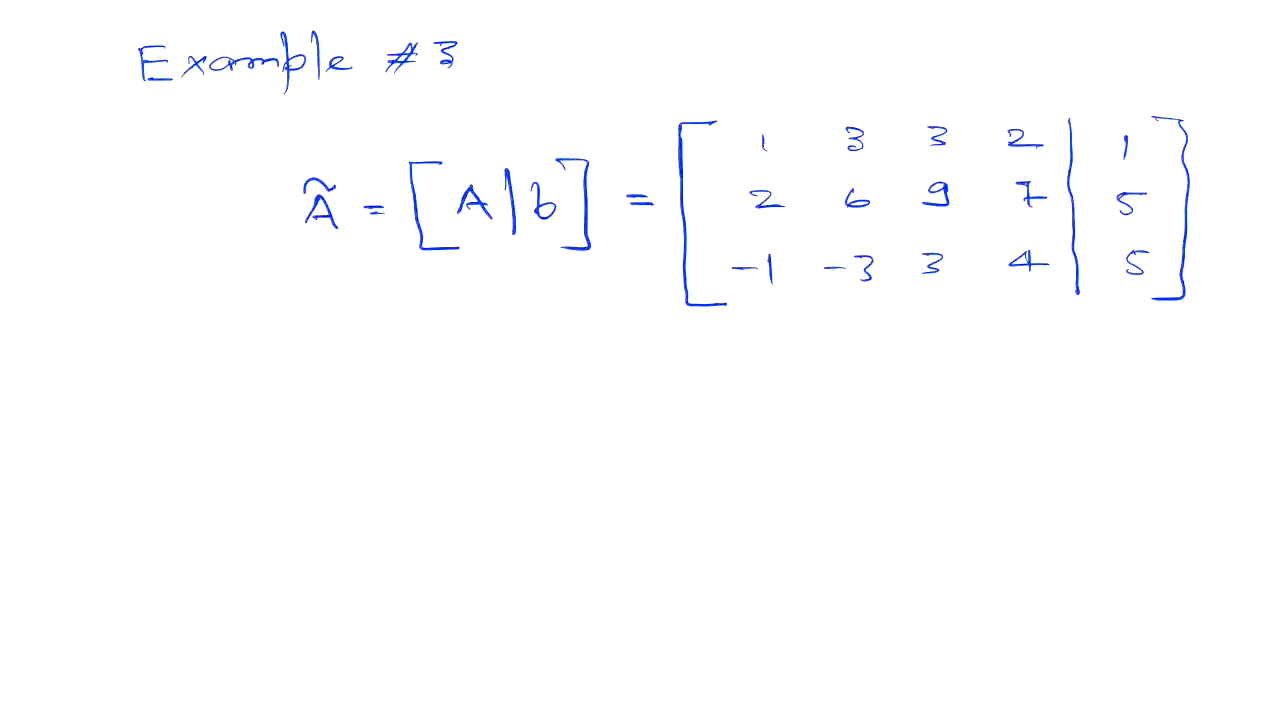 Example #3
1 3 3 2 | 1
Ã = [A|b] = 2 6 9 7 | 5
-1 -3 3 4 | 5